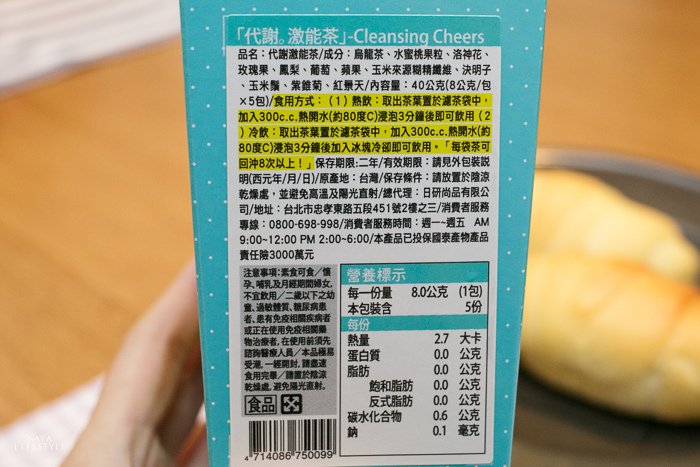 「代謝。激能茶」-Cleansing Cheers
品名：代謝激能茶/成分：烏龍茶、水蜜桃果粒、洛神花、
玫瑰果、鳳梨、葡萄、蘋果、玉米來源糊精纖維、決明子
、玉米鬚、紫錐菊、紅景天/內容量：40公克(8公克/包
×5包)/食用方式：（1）熱飲：取出茶葉置於濾茶袋中，
加入300c.c.熱開水(約80度C)浸泡3分鐘後即可飲用（2
）冷飲：取出茶葉置於濾茶袋中，加入300c.c.熱開水(約
80度C)浸泡3分鐘後加入冰塊冷卻即可飲用。「每袋茶可
回沖8次以上！」保存期限:二年/有效期限：請見外包裝說
明(西元年/月/日)/原產地：台灣/保存條件：請放置於陰涼
乾燥處，並避免高溫及陽光直射/總代理：日研尚品有限公
司/地址：台北市忠孝東路五段451號2樓之三/消費者服務
專線：0800-698-998/消費者服務時間：週一~週五 AM
9:00~12:00 PM 2:00~6:00/本產品已投保國泰產物產品
責任險3000萬元
注意事項：素食可食／懷
孕、哺乳及月經期間婦女，
不宜飲用／二歲以下之幼
童、過敏體質、糖尿病患
者、患有免疫相關疾病者
或正在使用免疫相關藥
物治療者，在使用前須先
諮詢醫療人員／本品極易
受潮，一經開封，請盡速
食用完畢／請置於陰涼
乾燥處，避免陽光直射。
食品
4 714086 750099
營養標示
每一份量 8.0公克 (1包)
本包裝含 5份
每份
熱量 2.7 大卡
蛋白質 0.0 公克
脂肪 0.0 公克
飽和脂肪 0.0 公克
反式脂肪 0.0 公克
碳水化合物 0.6 公克
鈉 0.1 毫克
KATA
LIFESTYLE